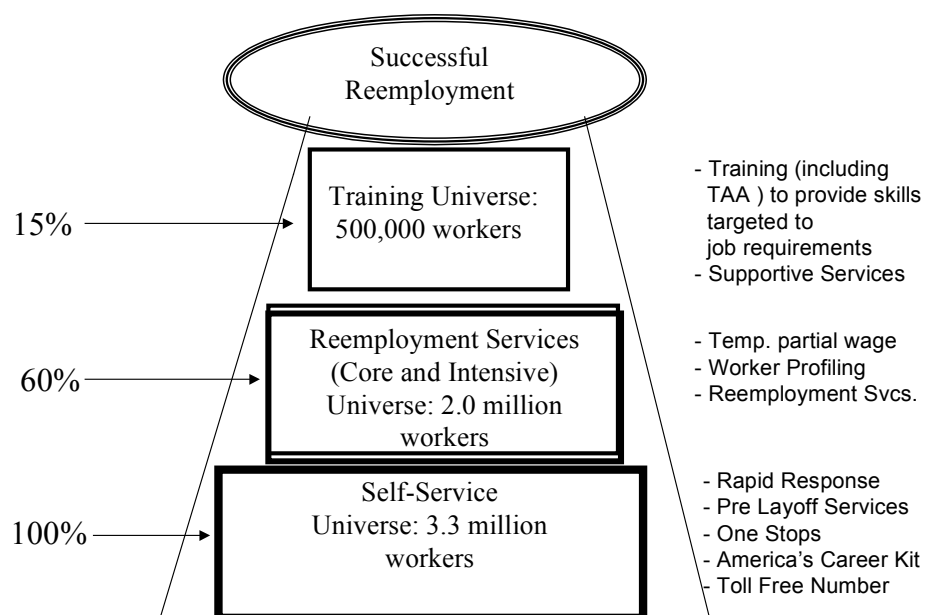 Successful
Reemployment
15%
Training Universe:
500,000 workers
- Training (including
TAA ) to provide skills
targeted to
job requirements
- Supportive Services
60%
Reemployment Services
(Core and Intensive)
Universe: 2.0 million
workers
- Temp. partial wage
- Worker Profiling
- Reemployment Svcs.
100%
Self-Service
Universe: 3.3 million
workers
- Rapid Response
- Pre Layoff Services
- One Stops
- America's Career Kit
- Toll Free Number